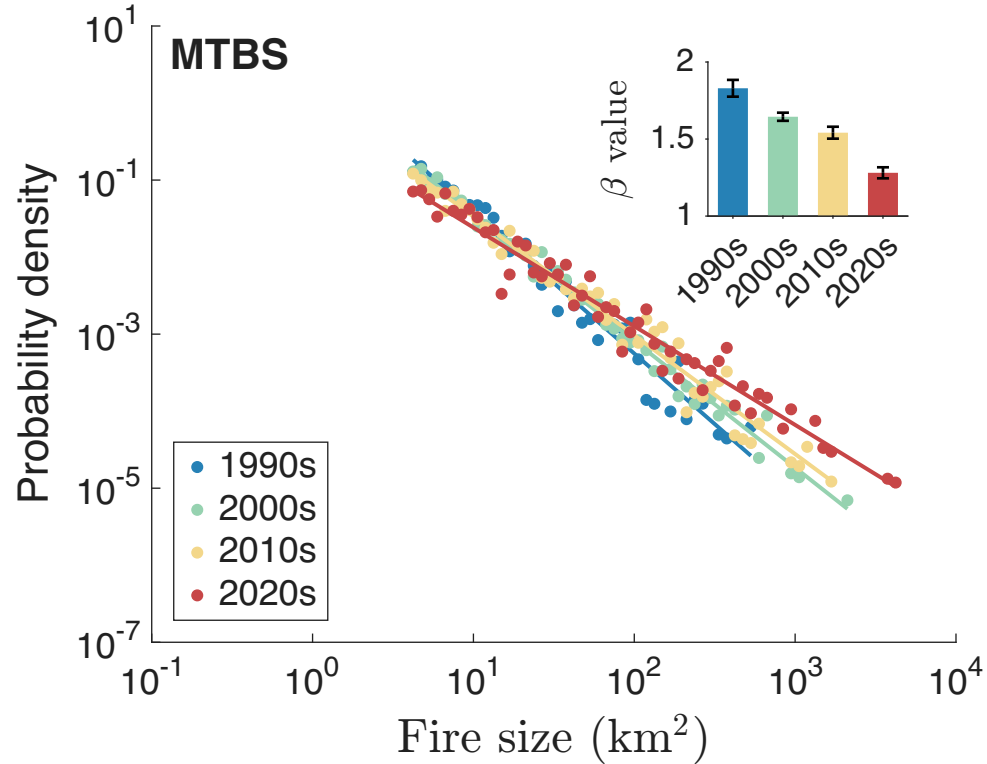 MTBS
10^1
10^-1
10^-3
10^-5
10^-7
Probability density
10^-1 10^0 10^1 10^2 10^3 10^4
Fire size (km²)
1990s
2000s
2010s
2020s
β value
2
1.5
1
1990s 2000s 2010s 2020s